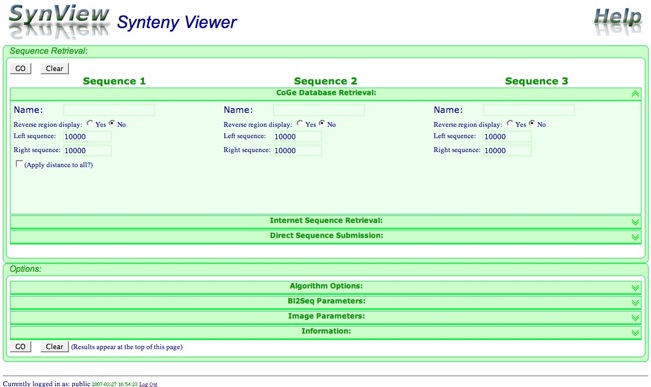 SynView Synteny Viewer Help
Sequence Retrieval:
GO Clear
Sequence 1 Sequence 2 Sequence 3
CoGe Database Retrieval:
Name: Name: Name:
Reverse region display: Yes No Reverse region display: Yes No Reverse region display: Yes No
Left sequence: 10000 Left sequence: 10000 Left sequence: 10000
Right sequence: 10000 Right sequence: 10000 Right sequence: 10000
(Apply distance to all?)
Internet Sequence Retrieval:
Direct Sequence Submission:
Options:
Algorithm Options:
Bl2Seq Parameters:
Image Parameters:
Information:
GO Clear (Results appear at the top of this page)
Currently logged in as: public 2007-02-27 16:54:23 Log Out